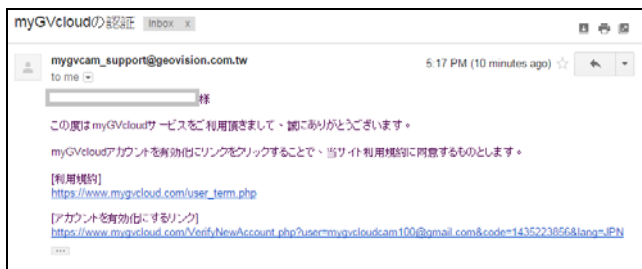 myGVcloudの認証 Inbox x
mygvcam_support@geovision.com.tw 5:17 PM (10 minutes ago)
to me
様
この度はmyGVcloudサービスをご利用頂きまして、誠にありがとうございます。
myGVcloudアカウントを有効化にリンクをクリックすることで、当サイト利用規約に同意するものとします。
[利用規約]
https://www.mygvcloud.com/user_term.php
[アカウントを有効化にするリンク]
https://www.mygvcloud.com/VerifyNewAccount.php?user=mygvcloudcam100@gmail.com&code=1435223856&lang=JPN